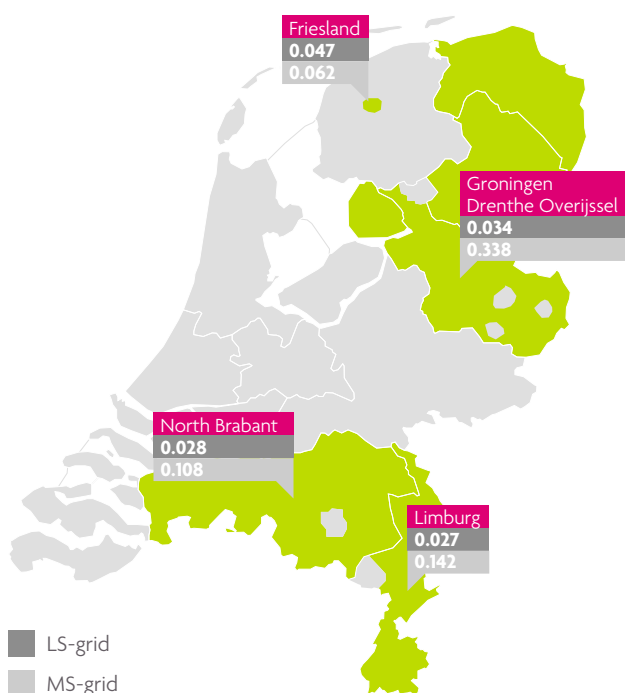 Friesland
0.047
0.062
Groningen
Drenthe Overijssel
0.034
0.338
North Brabant
0.028
0.108
Limburg
0.027
0.142
LS-grid
MS-grid